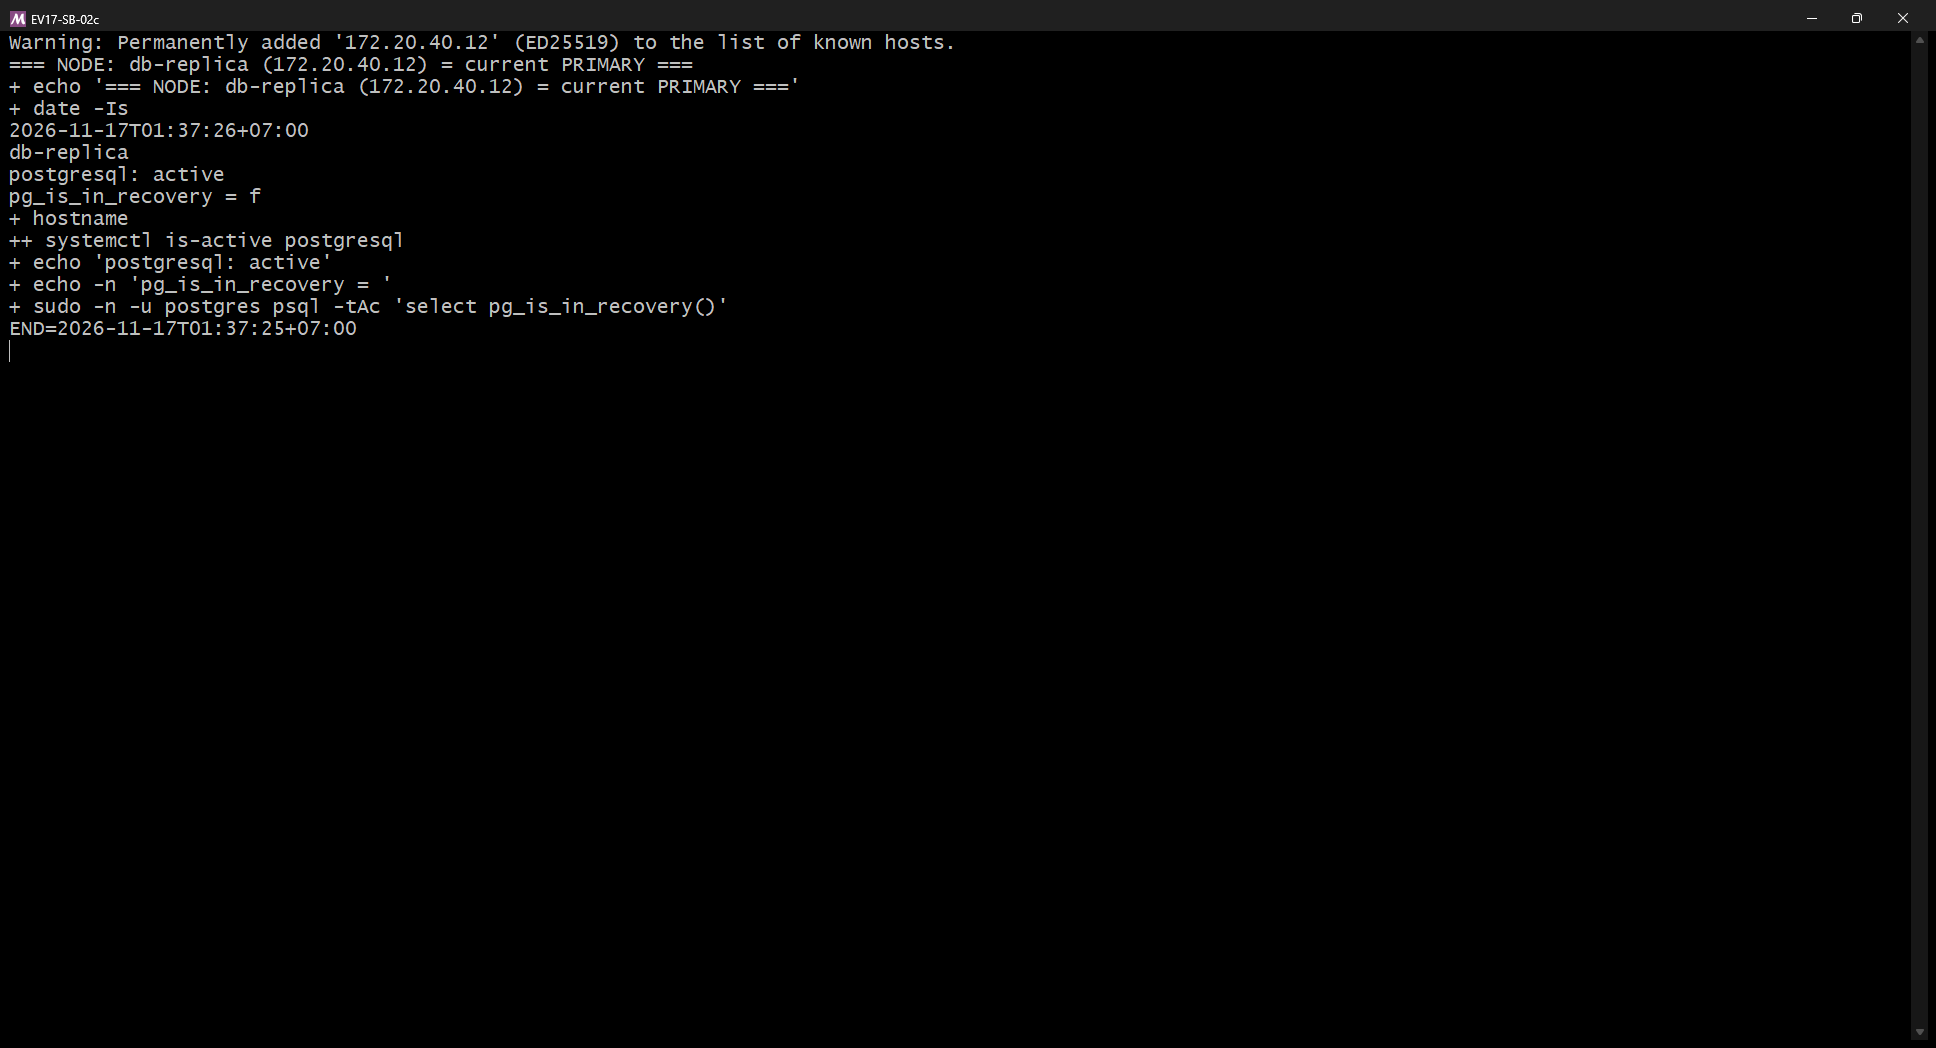 EV17-SB-02c
Warning: Permanently added '172.20.40.12' (ED25519) to the list of known hosts.
=== NODE: db-replica (172.20.40.12) = current PRIMARY ===
+ echo '=== NODE: db-replica (172.20.40.12) = current PRIMARY ==='
+ date -Is
2026-11-17T01:37:26+07:00
db-replica
postgresql: active
pg_is_in_recovery = f
+ hostname
++ systemctl is-active postgresql
+ echo 'postgresql: active'
+ echo -n 'pg_is_in_recovery = '
+ sudo -n -u postgres psql -tAc 'select pg_is_in_recovery()'
END=2026-11-17T01:37:25+07:00